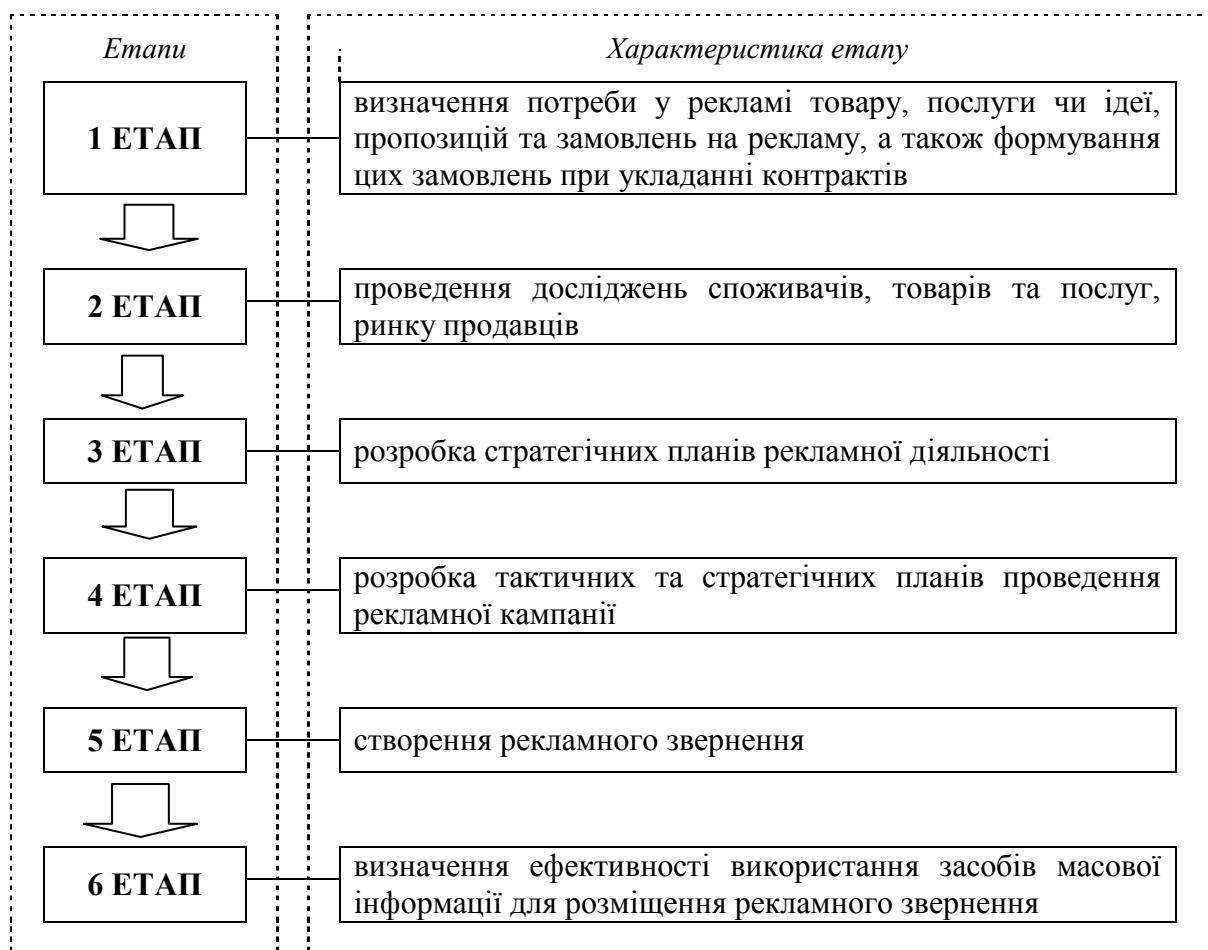 Етапи
Характеристика етапу
1 ЕТАП
визначення потреби у рекламі товару, послуги чи ідеї,
пропозицій та замовлень на рекламу, а також формування
цих замовлень при укладанні контрактів
2 ЕТАП
проведення досліджень споживачів, товарів та послуг,
ринку продавців
3 ЕТАП
розробка стратегічних планів рекламної діяльності
4 ЕТАП
розробка тактичних та стратегічних планів проведення
рекламної кампанії
5 ЕТАП
створення рекламного звернення
6 ЕТАП
визначення ефективності використання засобів масової
інформації для розміщення рекламного звернення